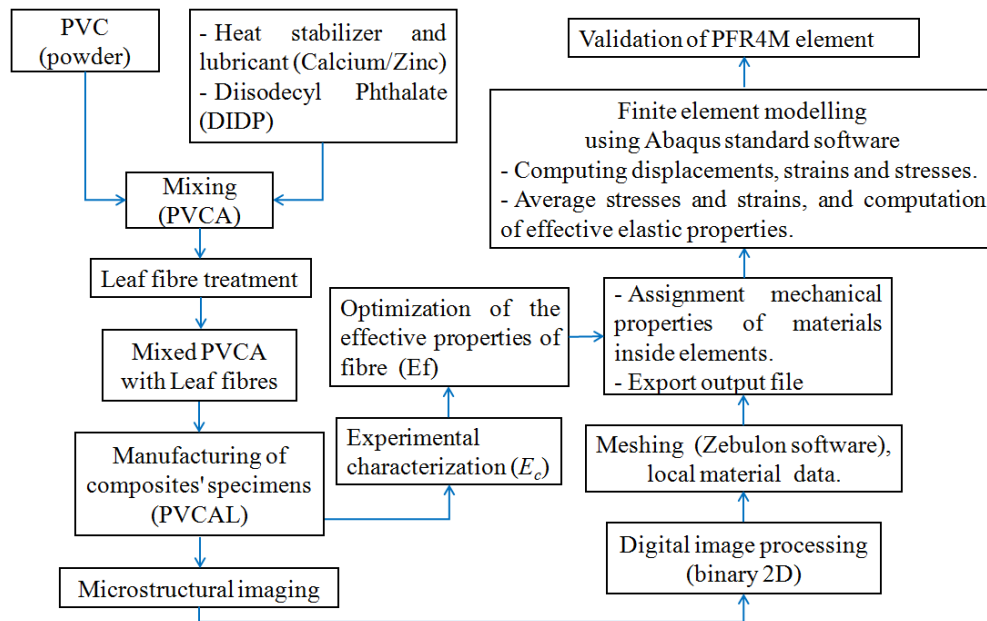 PVC
(powder)
- Heat stabilizer and
lubricant (Calcium/Zinc)
- Diisodecyl Phthalate
(DIDP)
Mixing
(PVCA)
Leaf fibre treatment
Mixed PVCA
with Leaf fibres
Manufacturing of
composites' specimens
(PVCAL)
Microstructural imaging
Experimental
characterization (E_c)
Optimization of the
effective properties of
fibre (Ef)
Digital image processing
(binary 2D)
Meshing (Zebulon software),
local material data.
- Assignment mechanical
properties of materials
inside elements.
- Export output file
Finite element modelling
using Abaqus standard software
- Computing displacements, strains and stresses.
- Average stresses and strains, and computation
of effective elastic properties.
Validation of PFR4M element